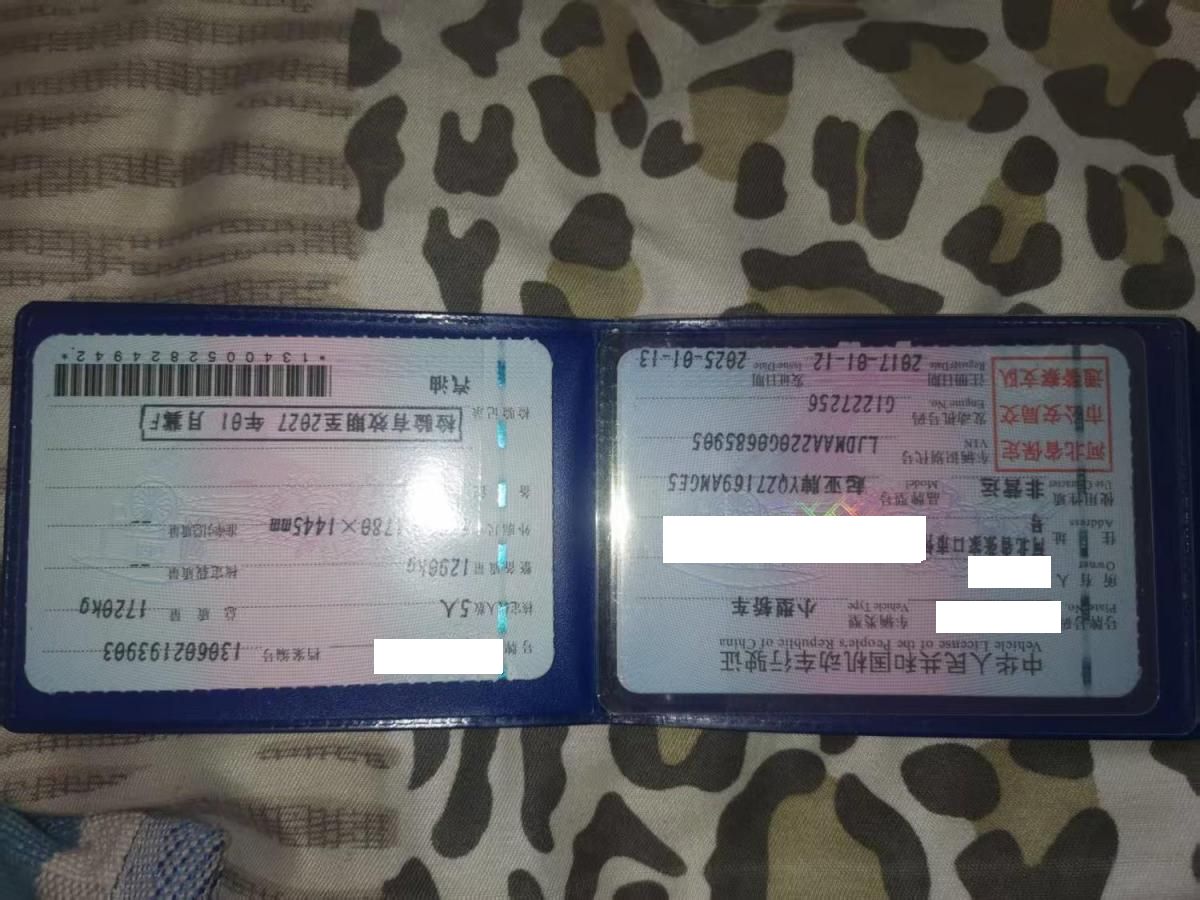 中华人民共和国机动车行驶证
Vehicle License of the People's Republic of China
号牌号码 Plate No. 车辆类型 Vehicle Type 小型轿车
所有人 Owner
住址 Address 河北省张家口市
号
使用性质 Use Character 非营运 品牌型号 Model 起亚牌YQZ7169AMGE5
河北省保定
市公安局交
通警察支队
车辆识别代号 VIN LJDMAA220G0685905
发动机号码 Engine No. G1227256
注册日期 Register Date 2017-01-12 发证日期 Issue Date 2025-01-13
号牌 档案编号 130602193903
核定载人数 5人 总质量 1720kg
整备质量 1290kg 核定载质量 --
外廓尺寸 1780×1445mm 准牵引总质量 --
备
检验记录 检验有效期至2027年01月冀F
汽油
*1340052824942*